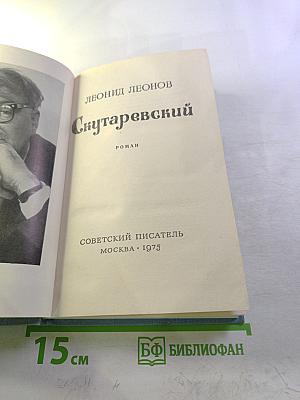 ЛЕОНИД ЛЕОНОВ
Скутаревский
РОМАН
СОВЕТСКИЙ ПИСАТЕЛЬ
МОСКВА • 1975
15 см
БФ БИБЛИОФАН